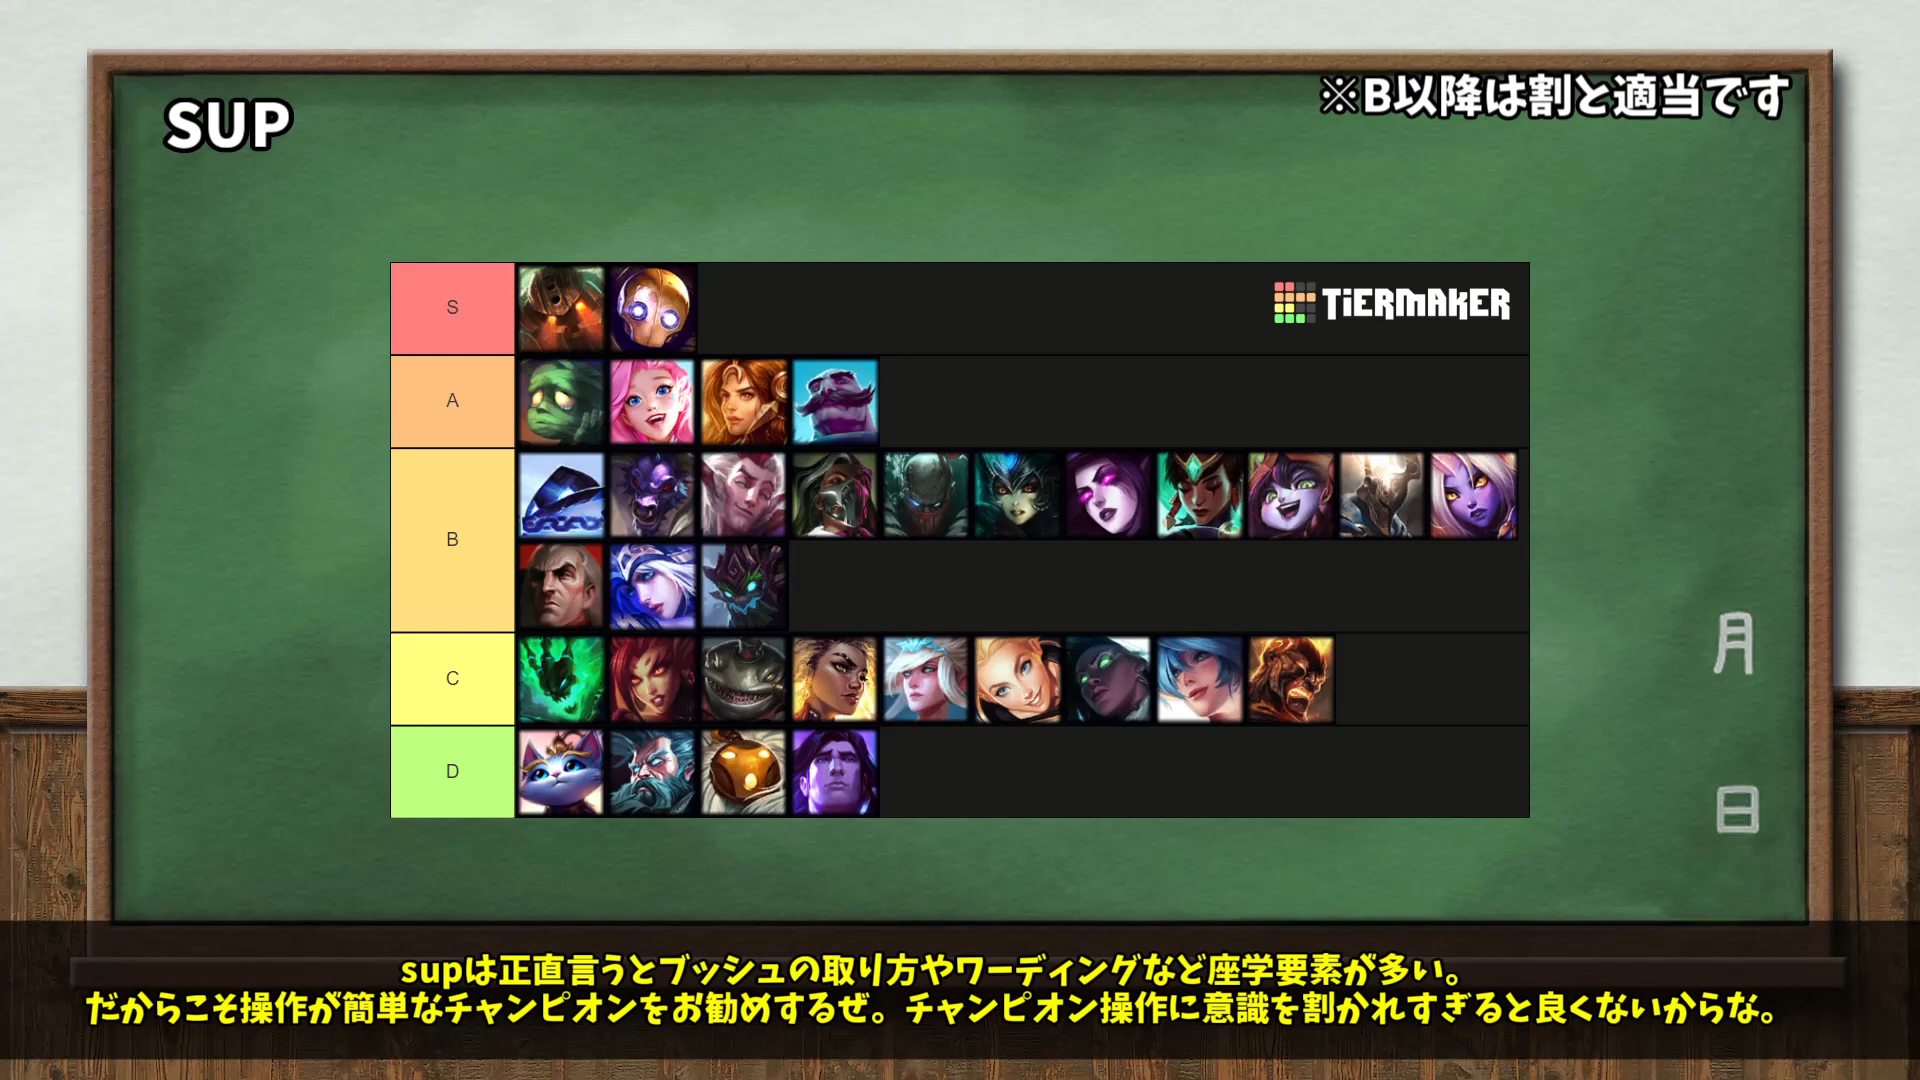 SUP
※B以降は割と適当です
S
TiERMAKER
A
B
C
D
月
日
supは正直言うとブッシュの取り方やワーディングなど座学要素が多い。
だからこそ操作が簡単なチャンピオンをお勧めするぜ。チャンピオン操作に意識を割かれすぎると良くないからな。